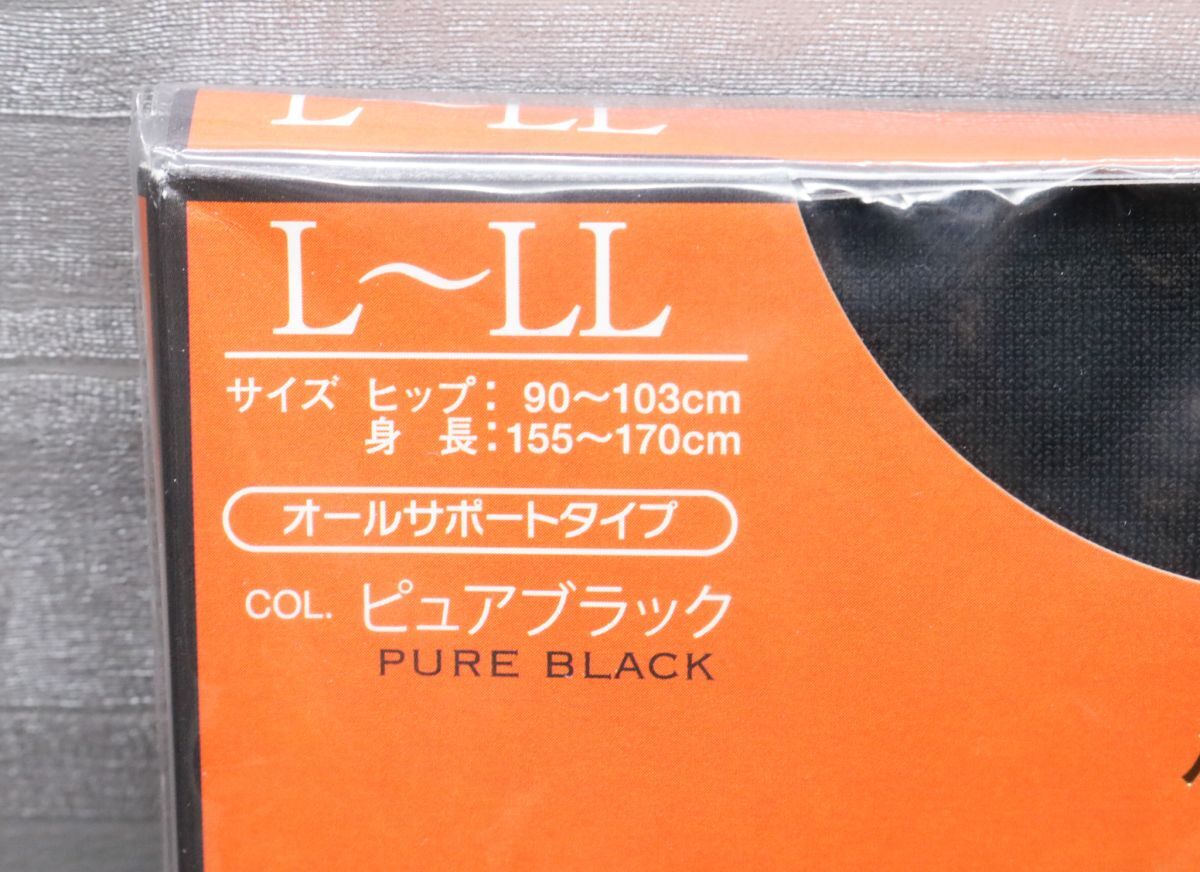 L～LL
L～LL
サイズ ヒップ：90～103cm
身 長：155～170cm
オールサポートタイプ
COL. ピュアブラック
PURE BLACK